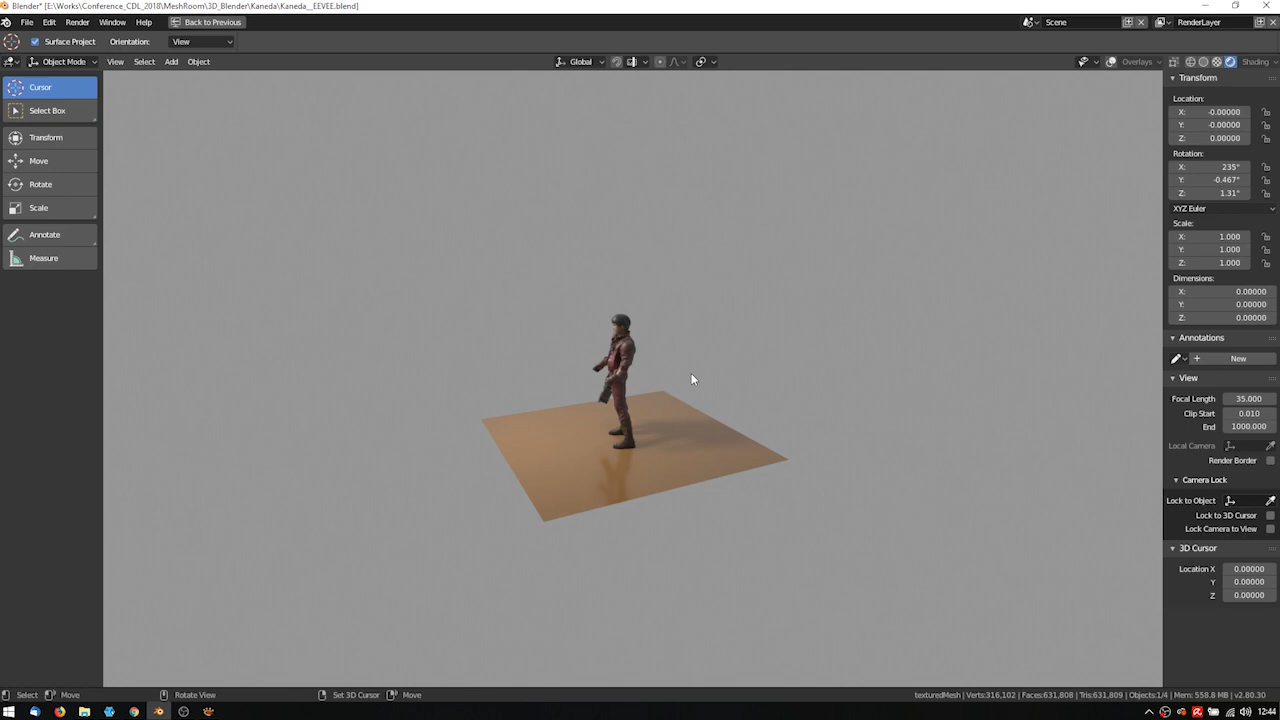 Blender* [E:\Works\Conference_CDL_2018\MeshRoom\3D_Blender\Kaneda\Kaneda__EEVEE.blend]
File Edit Render Window Help Back to Previous Scene RenderLayer
Surface Project Orientation: View
Object Mode View Select Add Object Global Overlays Shading
Cursor
Select Box
Transform
Move
Rotate
Scale
Annotate
Measure
Transform
Location:
X: -0.00000
Y: -0.00000
Z: 0.00000
Rotation:
X: 235°
Y: -0.467°
Z: 1.31°
XYZ Euler
Scale:
X: 1.000
Y: 1.000
Z: 1.000
Dimensions:
X: 0.00000
Y: 0.00000
Z: 0.00000
Annotations
New
View
Focal Length 35.000
Clip Start 0.010
End 1000.000
Local Camera
Render Border
Camera Lock
Lock to Object
Lock to 3D Cursor
Lock Camera to View
3D Cursor
Location X 0.00000
Y 0.00000
Z 0.00000
Select Move Rotate View Set 3D Cursor Move texturedMesh | Verts:316,102 | Faces:631,808 | Tris:631,809 | Objects:1/4 | Mem: 558.8 MB | v2.80.30
12:44